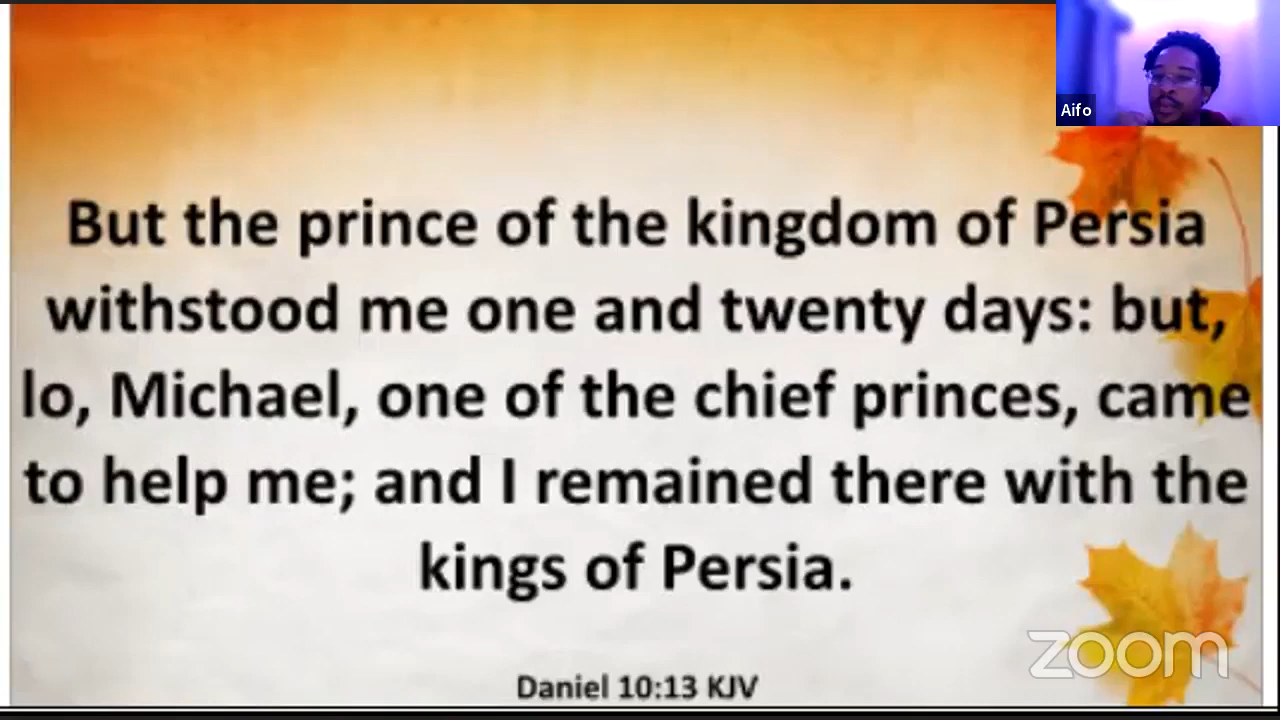 Aifo
But the prince of the kingdom of Persia
withstood me one and twenty days: but,
lo, Michael, one of the chief princes, came
to help me; and I remained there with the
kings of Persia.
zoom
Daniel 10:13 KJV